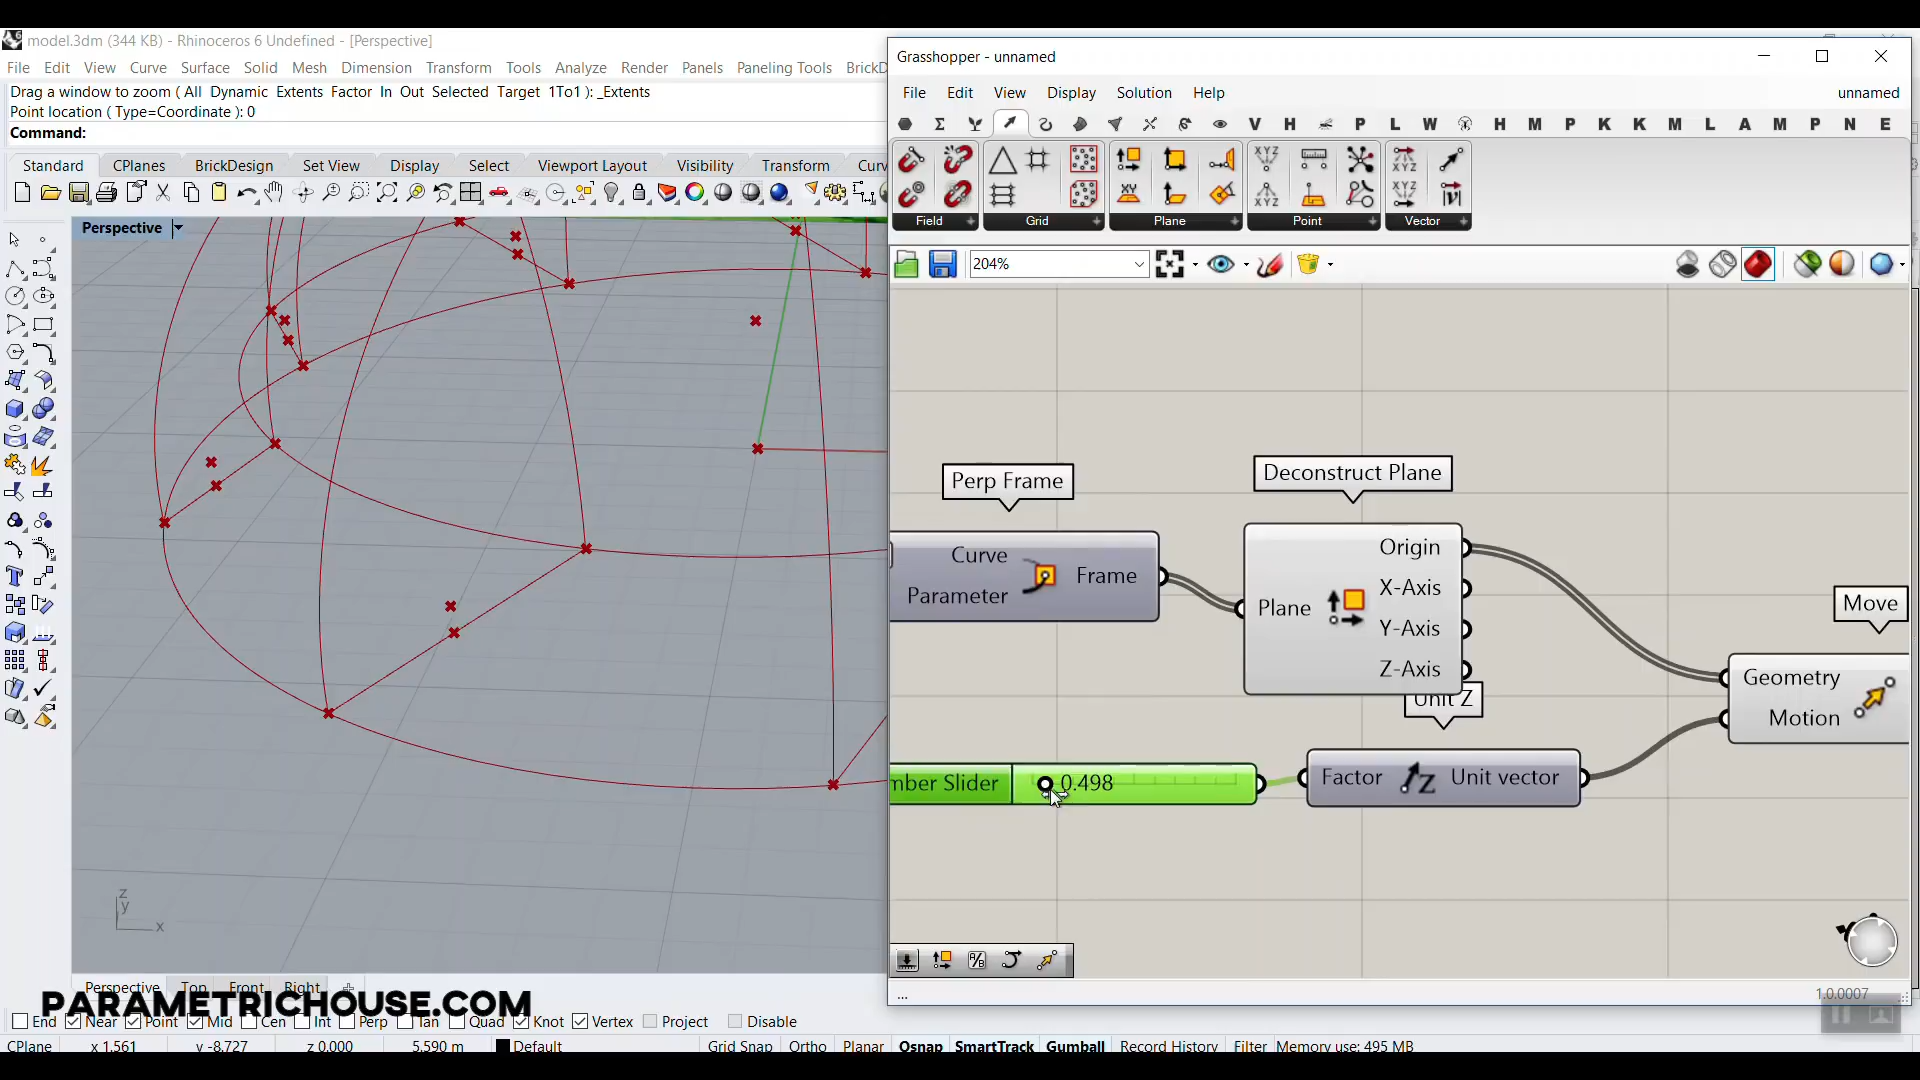 model.3dm (344 KB) - Rhinoceros 6 Undefined - [Perspective]
File Edit View Curve Surface Solid Mesh Dimension Transform Tools Analyze Render Panels Paneling Tools BrickD
Drag a window to zoom ( All Dynamic Extents Factor In Out Selected Target 1To1 ): _Extents
Point location ( Type=Coordinate ): 0
Command:
Standard CPlanes BrickDesign Set View Display Select Viewport Layout Visibility Transform Curv
Perspective
Grasshopper - unnamed
File Edit View Display Solution Help unnamed
V H P L W H M P K K M L A M P N E
Field Grid Plane Point Vector
204%
Perp Frame
Deconstruct Plane
Curve
Parameter
Frame
Plane
Origin
X-Axis
Y-Axis
Z-Axis
Unit Z
Move
Geometry
Motion
mber Slider 0.498
Factor Unit vector
...
1.0.0007
z
y
x
Perspective Top Front Right
PARAMETRICHOUSE.COM
End Near Point Mid Cen Int Perp Tan Quad Knot Vertex Project Disable
CPlane x 1.561 y -8.727 z 0.000 5.590 m Default Grid Snap Ortho Planar Osnap SmartTrack Gumball Record History Filter Memory use: 495 MB